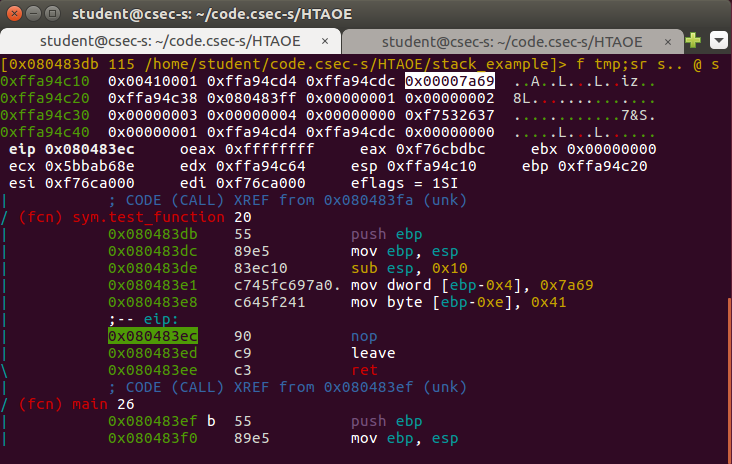 student@csec-s: ~/code.csec-s/HTAOE
student@csec-s: ~/code.csec-s/HTAOE × student@csec-s: ~/code.csec-s/HTAOE ×
[0x080483db 115 /home/student/code.csec-s/HTAOE/stack_example]> f tmp;sr s.. @ s
0xffa94c10 0x00410001 0xffa94cd4 0xffa94cdc 0x00007a69 ..A..L...L..iz..
0xffa94c20 0xffa94c38 0x080483ff 0x00000001 0x00000002 8L..............
0xffa94c30 0x00000003 0x00000004 0x00000000 0xf7532637 ............7&S.
0xffa94c40 0x00000001 0xffa94cd4 0xffa94cdc 0x00000000 .....L...L......
eip 0x080483ec oeax 0xffffffff eax 0xf76cbdbc ebx 0x00000000
ecx 0x5bbab68e edx 0xffa94c64 esp 0xffa94c10 ebp 0xffa94c20
esi 0xf76ca000 edi 0xf76ca000 eflags = 1SI
| ; CODE (CALL) XREF from 0x080483fa (unk)
/ (fcn) sym.test_function 20
| 0x080483db 55 push ebp
| 0x080483dc 89e5 mov ebp, esp
| 0x080483de 83ec10 sub esp, 0x10
| 0x080483e1 c745fc697a0. mov dword [ebp-0x4], 0x7a69
| 0x080483e8 c645f241 mov byte [ebp-0xe], 0x41
| ;-- eip:
| 0x080483ec 90 nop
| 0x080483ed c9 leave
\ 0x080483ee c3 ret
| ; CODE (CALL) XREF from 0x080483ef (unk)
/ (fcn) main 26
| 0x080483ef b 55 push ebp
| 0x080483f0 89e5 mov ebp, esp